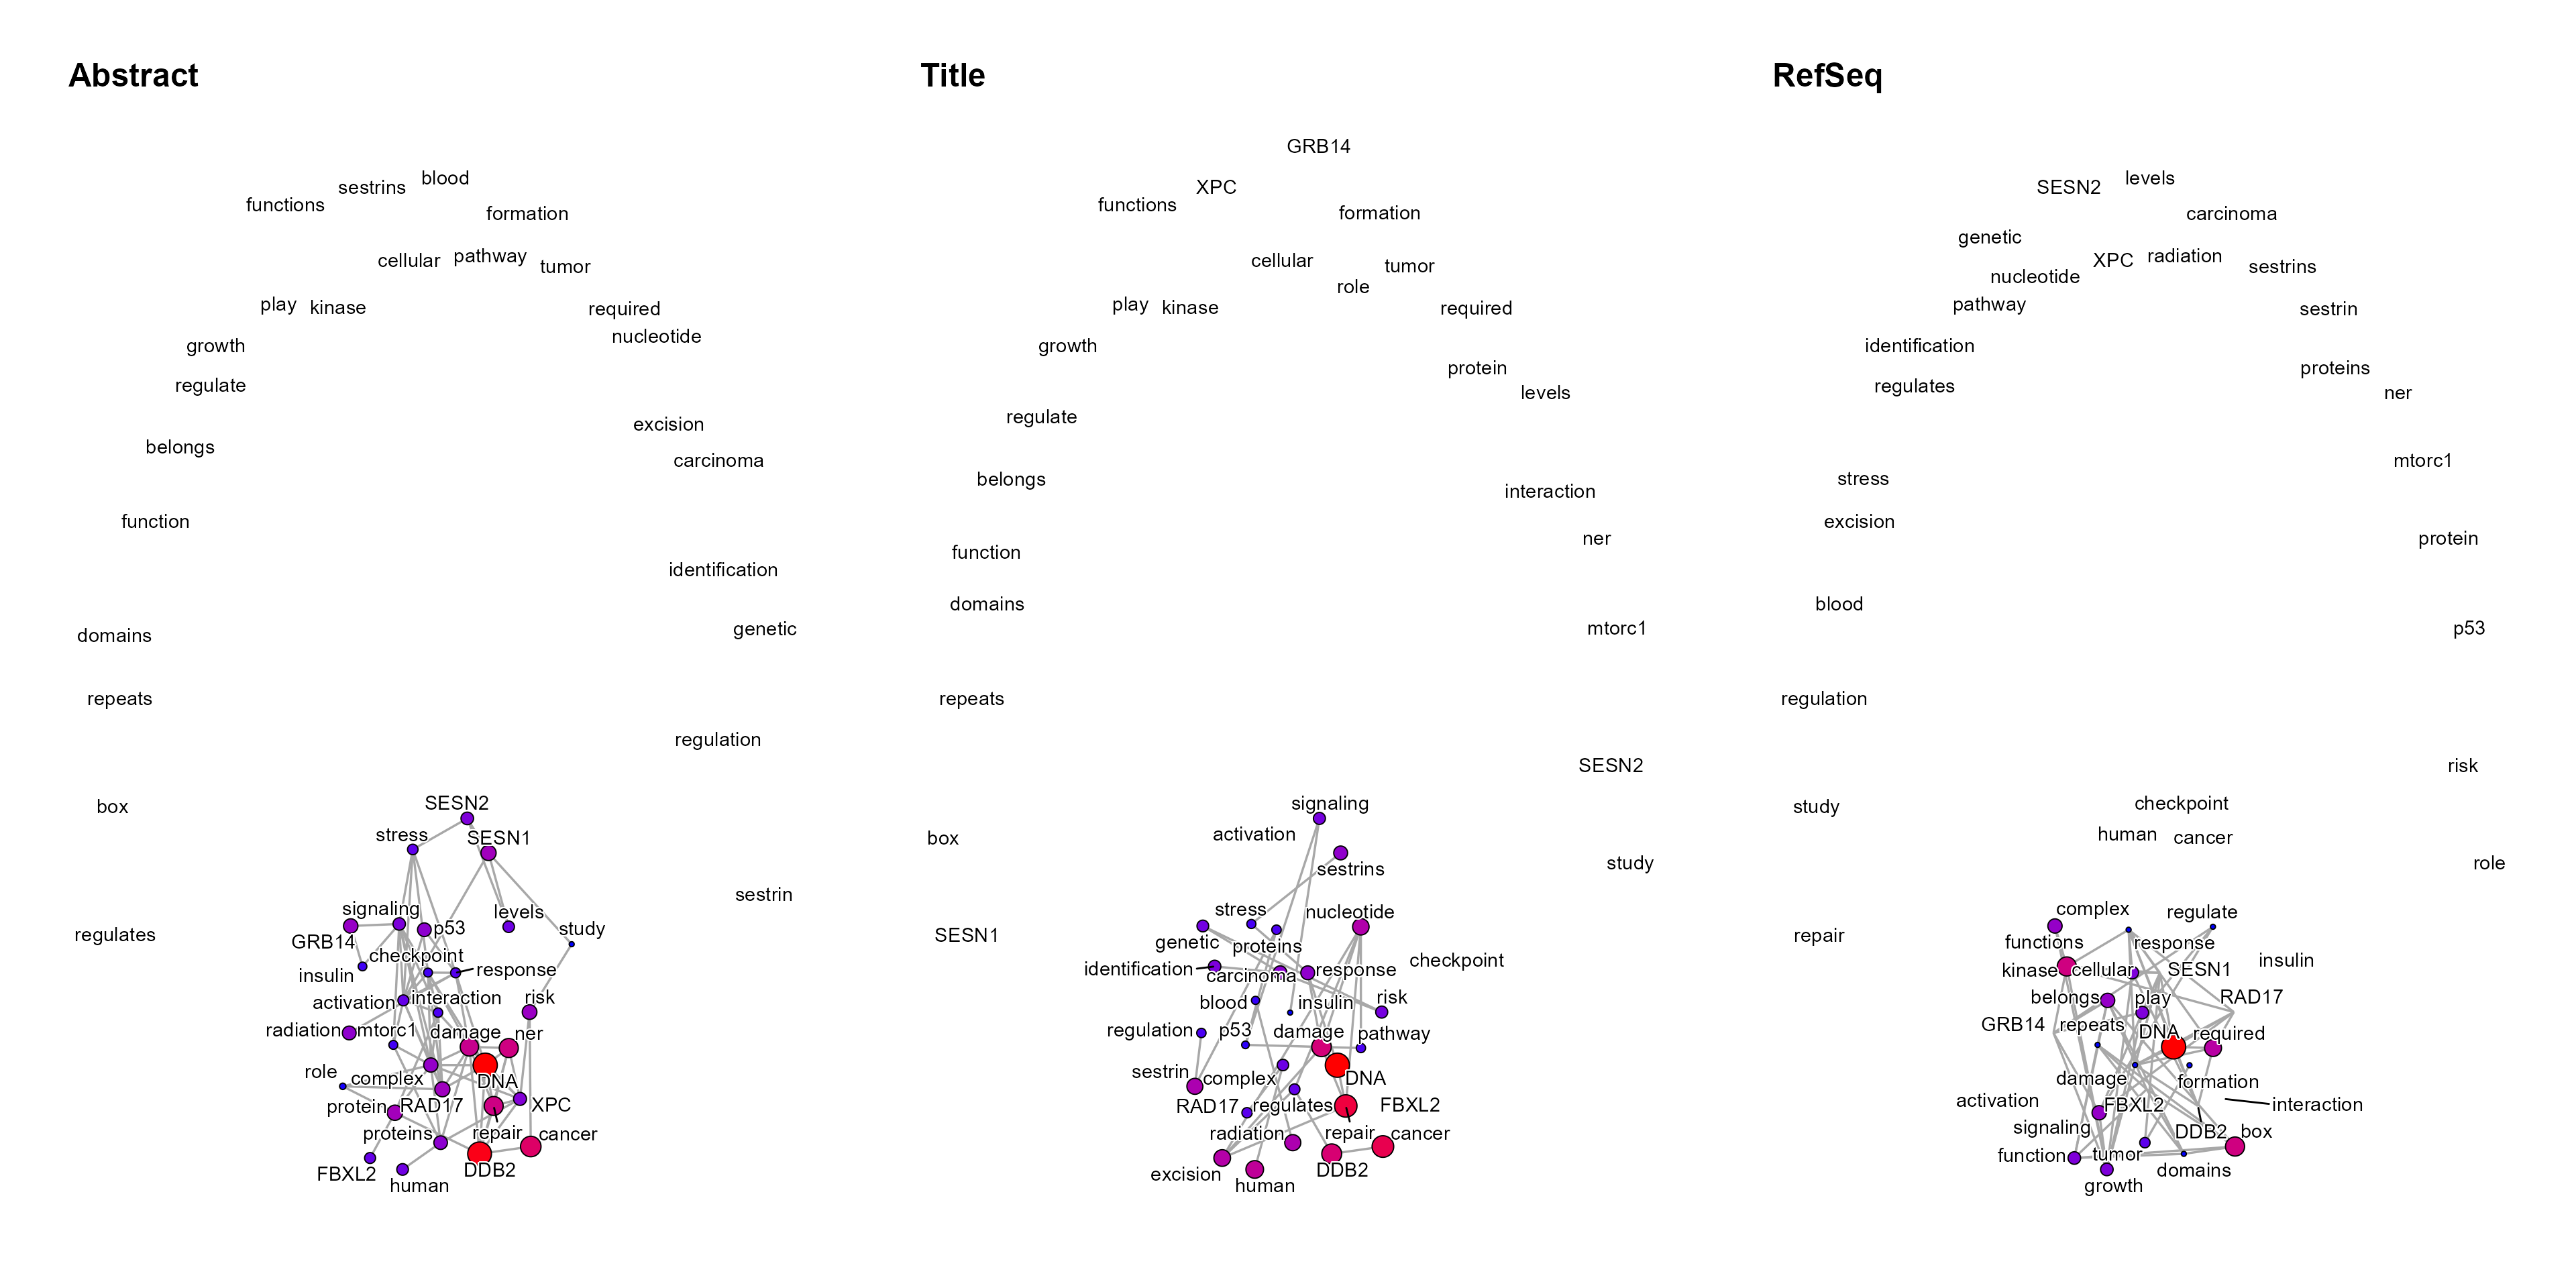 Abstract
blood
sestrins
functions
formation
pathway
cellular
tumor
play
kinase
required
nucleotide
growth
regulate
excision
belongs
carcinoma
function
identification
genetic
domains
repeats
regulation
box
SESN2
stress
SESN1
sestrin
signaling
levels
p53
study
regulates
GRB14
checkpoint
insulin
response
activation
interaction
risk
radiation
mtorc1
damage
ner
role
complex
DNA
protein
RAD17
XPC
proteins
repair
cancer
FBXL2
DDB2
human
Title
GRB14
XPC
functions
formation
cellular
tumor
role
play
kinase
required
growth
protein
levels
regulate
belongs
interaction
ner
function
domains
mtorc1
repeats
SESN2
signaling
activation
box
study
sestrins
stress
nucleotide
SESN1
genetic
proteins
checkpoint
identification
carcinoma
response
blood
insulin
risk
regulation
p53
damage
pathway
sestrin
complex
DNA
RAD17
regulates
FBXL2
radiation
repair
cancer
excision
DDB2
human
RefSeq
levels
SESN2
carcinoma
genetic
XPC
radiation
sestrins
nucleotide
pathway
sestrin
identification
proteins
regulates
ner
mtorc1
stress
excision
protein
blood
p53
regulation
risk
study
checkpoint
human
cancer
role
complex
regulate
repair
functions
response
insulin
kinase
cellular
SESN1
belongs
play
RAD17
GRB14
repeats
DNA
required
damage
formation
activation
FBXL2
interaction
signaling
DDB2
box
function
tumor
domains
growth